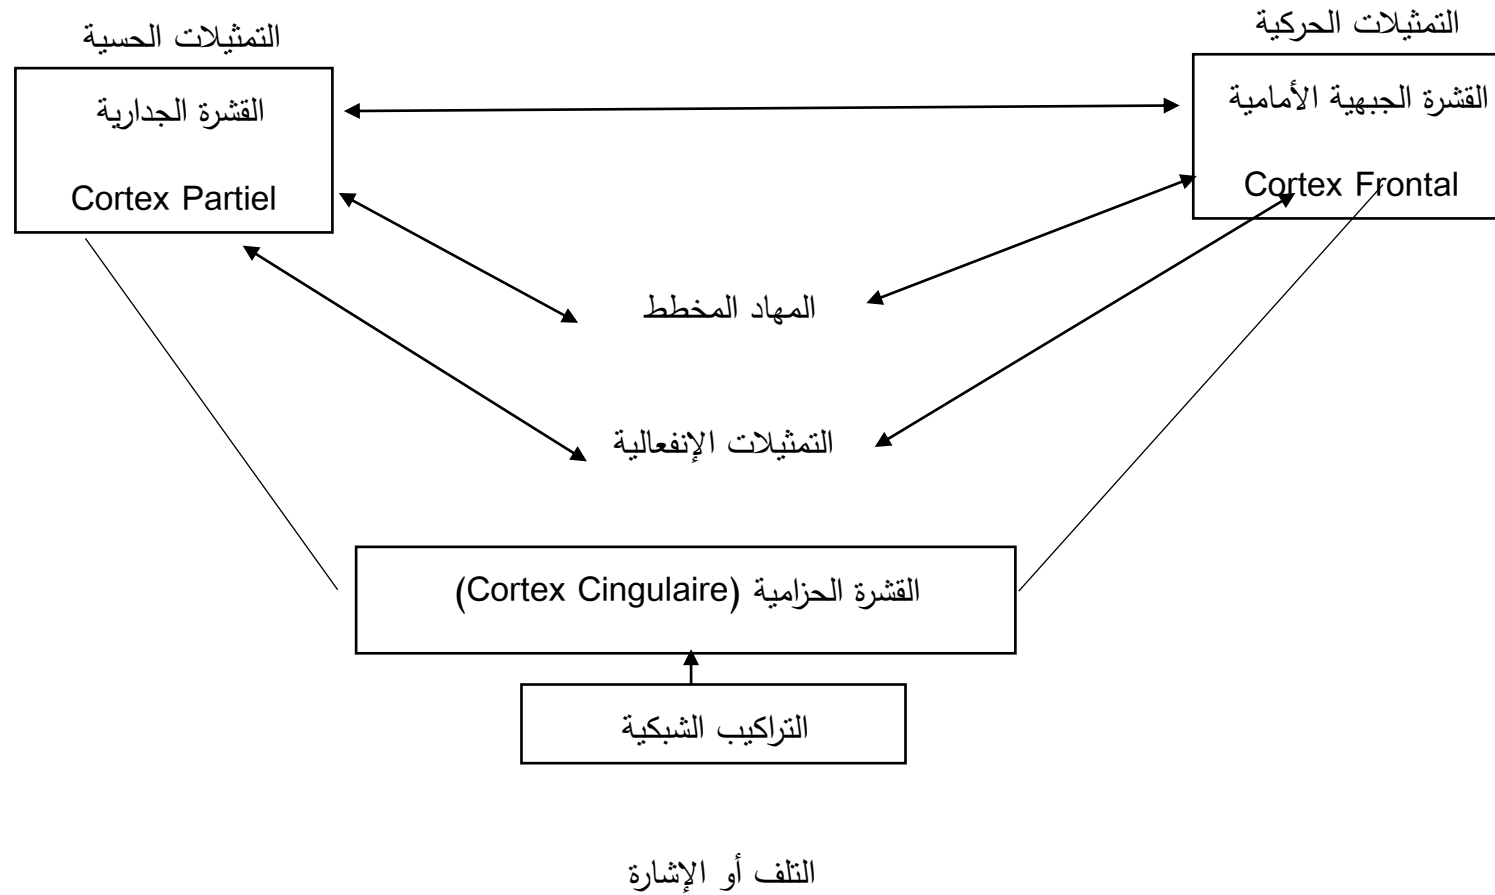 التمثيلات الحركية
التمثيلات الحسية
القشرة الجبهية الأمامية
Cortex Frontal
القشرة الجدارية
Cortex Partiel
المهاد المخطط
التمثيلات الإنفعالية
القشرة الحزامية (Cortex Cingulaire)
التراكيب الشبكية
التلف أو الإشارة